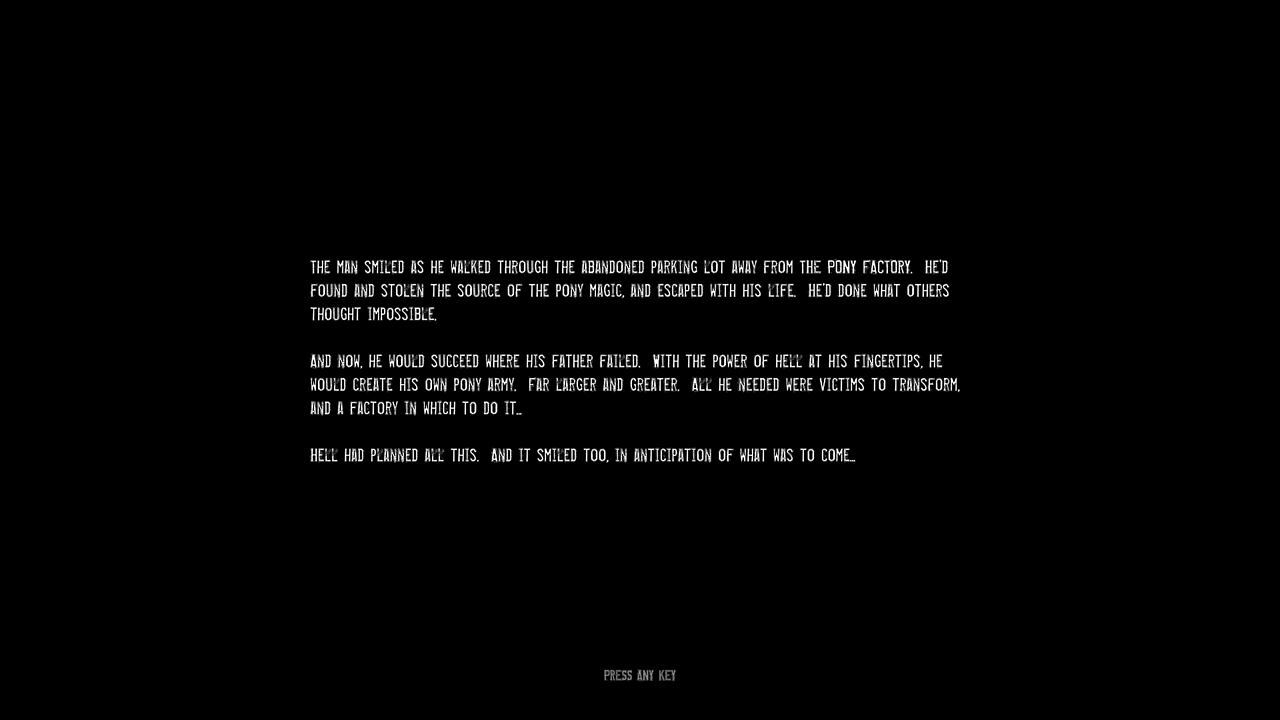 THE MAN SMILED AS HE WALKED THROUGH THE ABANDONED PARKING LOT AWAY FROM THE PONY FACTORY.  HE'D
FOUND AND STOLEN THE SOURCE OF THE PONY MAGIC, AND ESCAPED WITH HIS LIFE.  HE'D DONE WHAT OTHERS
THOUGHT IMPOSSIBLE.
AND NOW, HE WOULD SUCCEED WHERE HIS FATHER FAILED.  WITH THE POWER OF HELL AT HIS FINGERTIPS, HE
WOULD CREATE HIS OWN PONY ARMY.  FAR LARGER AND GREATER.  ALL HE NEEDED WERE VICTIMS TO TRANSFORM,
AND A FACTORY IN WHICH TO DO IT...
HELL HAD PLANNED ALL THIS.  AND IT SMILED TOO, IN ANTICIPATION OF WHAT WAS TO COME...
PRESS ANY KEY